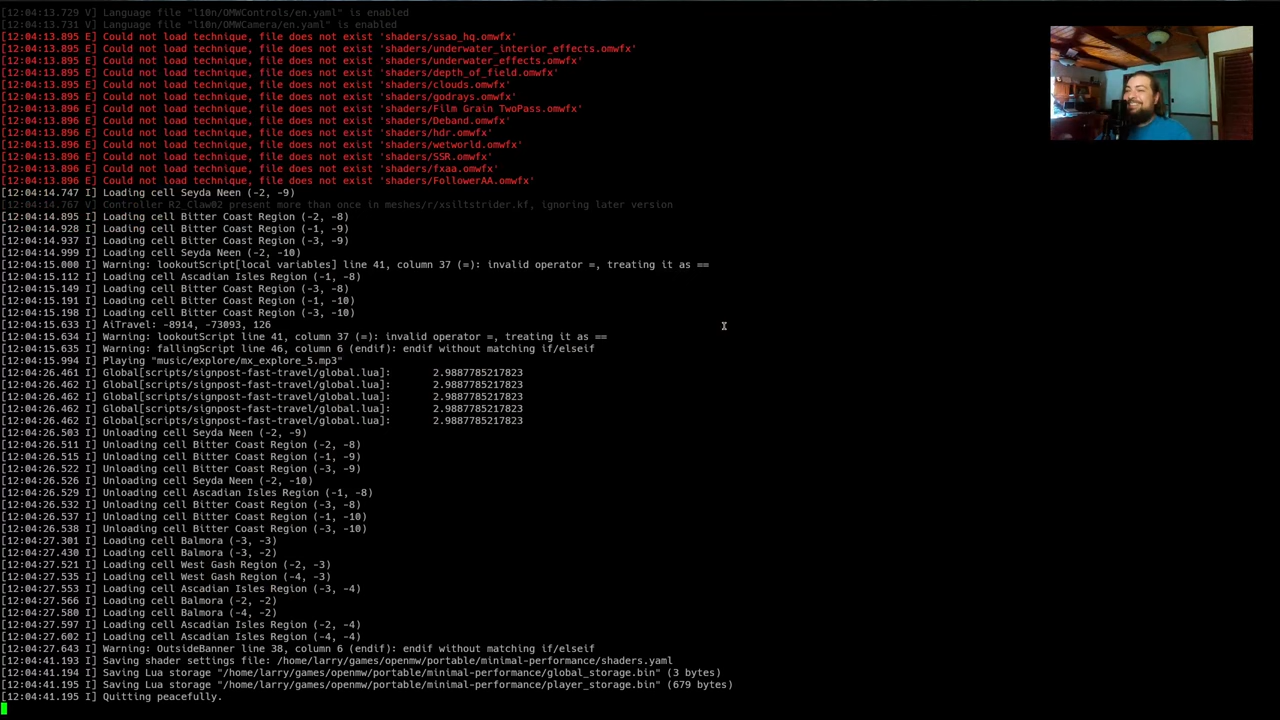 [12:04:13.729 V] Language file "l10n/OMWControls/en.yaml" is enabled
[12:04:13.731 V] Language file "l10n/OMWCamera/en.yaml" is enabled
[12:04:13.895 E] Could not load technique, file does not exist 'shaders/ssao_hq.omwfx'
[12:04:13.895 E] Could not load technique, file does not exist 'shaders/underwater_interior_effects.omwfx'
[12:04:13.895 E] Could not load technique, file does not exist 'shaders/underwater_effects.omwfx'
[12:04:13.895 E] Could not load technique, file does not exist 'shaders/depth_of_field.omwfx'
[12:04:13.895 E] Could not load technique, file does not exist 'shaders/clouds.omwfx'
[12:04:13.895 E] Could not load technique, file does not exist 'shaders/godrays.omwfx'
[12:04:13.896 E] Could not load technique, file does not exist 'shaders/Film Grain TwoPass.omwfx'
[12:04:13.896 E] Could not load technique, file does not exist 'shaders/Deband.omwfx'
[12:04:13.896 E] Could not load technique, file does not exist 'shaders/hdr.omwfx'
[12:04:13.896 E] Could not load technique, file does not exist 'shaders/wetworld.omwfx'
[12:04:13.896 E] Could not load technique, file does not exist 'shaders/SSR.omwfx'
[12:04:13.896 E] Could not load technique, file does not exist 'shaders/fxaa.omwfx'
[12:04:13.896 E] Could not load technique, file does not exist 'shaders/FollowerAA.omwfx'
[12:04:14.747 I] Loading cell Seyda Neen (-2, -9)
[12:04:14.767 V] Controller R2_Claw02 present more than once in meshes/r/xsiltstrider.kf, ignoring later version
[12:04:14.895 I] Loading cell Bitter Coast Region (-2, -8)
[12:04:14.928 I] Loading cell Bitter Coast Region (-1, -9)
[12:04:14.937 I] Loading cell Bitter Coast Region (-3, -9)
[12:04:14.999 I] Loading cell Seyda Neen (-2, -10)
[12:04:15.000 I] Warning: lookoutScript[local variables] line 41, column 37 (=): invalid operator =, treating it as ==
[12:04:15.112 I] Loading cell Ascadian Isles Region (-1, -8)
[12:04:15.149 I] Loading cell Bitter Coast Region (-3, -8)
[12:04:15.191 I] Loading cell Bitter Coast Region (-1, -10)
[12:04:15.198 I] Loading cell Bitter Coast Region (-3, -10)
[12:04:15.633 I] AiTravel: -8914, -73093, 126
[12:04:15.634 I] Warning: lookoutScript line 41, column 37 (=): invalid operator =, treating it as ==
[12:04:15.635 I] Warning: fallingScript line 46, column 6 (endif): endif without matching if/elseif
[12:04:15.994 I] Playing "music/explore/mx_explore_5.mp3"
[12:04:26.461 I] Global[scripts/signpost-fast-travel/global.lua]:	2.9887785217823
[12:04:26.462 I] Global[scripts/signpost-fast-travel/global.lua]:	2.9887785217823
[12:04:26.462 I] Global[scripts/signpost-fast-travel/global.lua]:	2.9887785217823
[12:04:26.462 I] Global[scripts/signpost-fast-travel/global.lua]:	2.9887785217823
[12:04:26.462 I] Global[scripts/signpost-fast-travel/global.lua]:	2.9887785217823
[12:04:26.503 I] Unloading cell Seyda Neen (-2, -9)
[12:04:26.511 I] Unloading cell Bitter Coast Region (-2, -8)
[12:04:26.515 I] Unloading cell Bitter Coast Region (-1, -9)
[12:04:26.522 I] Unloading cell Bitter Coast Region (-3, -9)
[12:04:26.526 I] Unloading cell Seyda Neen (-2, -10)
[12:04:26.529 I] Unloading cell Ascadian Isles Region (-1, -8)
[12:04:26.532 I] Unloading cell Bitter Coast Region (-3, -8)
[12:04:26.537 I] Unloading cell Bitter Coast Region (-1, -10)
[12:04:26.538 I] Unloading cell Bitter Coast Region (-3, -10)
[12:04:27.301 I] Loading cell Balmora (-3, -3)
[12:04:27.430 I] Loading cell Balmora (-3, -2)
[12:04:27.521 I] Loading cell West Gash Region (-2, -3)
[12:04:27.535 I] Loading cell West Gash Region (-4, -3)
[12:04:27.553 I] Loading cell Ascadian Isles Region (-3, -4)
[12:04:27.566 I] Loading cell Balmora (-2, -2)
[12:04:27.580 I] Loading cell Balmora (-4, -2)
[12:04:27.597 I] Loading cell Ascadian Isles Region (-2, -4)
[12:04:27.602 I] Loading cell Ascadian Isles Region (-4, -4)
[12:04:27.643 I] Warning: OutsideBanner line 38, column 6 (endif): endif without matching if/elseif
[12:04:41.193 I] Saving shader settings file: /home/larry/games/openmw/portable/minimal-performance/shaders.yaml
[12:04:41.194 I] Saving Lua storage "/home/larry/games/openmw/portable/minimal-performance/global_storage.bin" (3 bytes)
[12:04:41.195 I] Saving Lua storage "/home/larry/games/openmw/portable/minimal-performance/player_storage.bin" (679 bytes)
[12:04:41.195 I] Quitting peacefully.